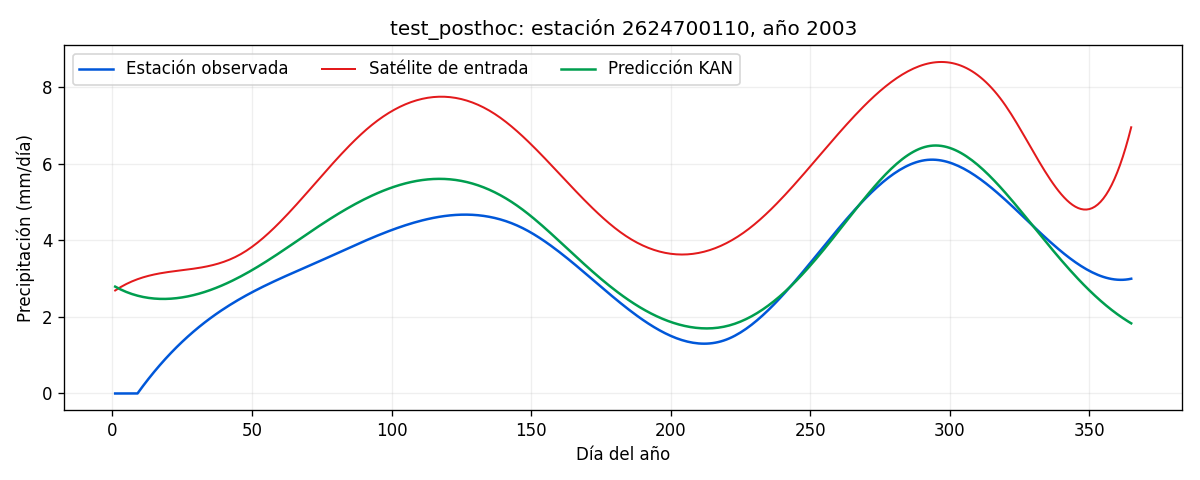 test_posthoc: estación 2624700110, año 2003
Estación observada Satélite de entrada Predicción KAN
Precipitación (mm/día)
8
6
4
2
0
0 50 100 150 200 250 300 350
Día del año